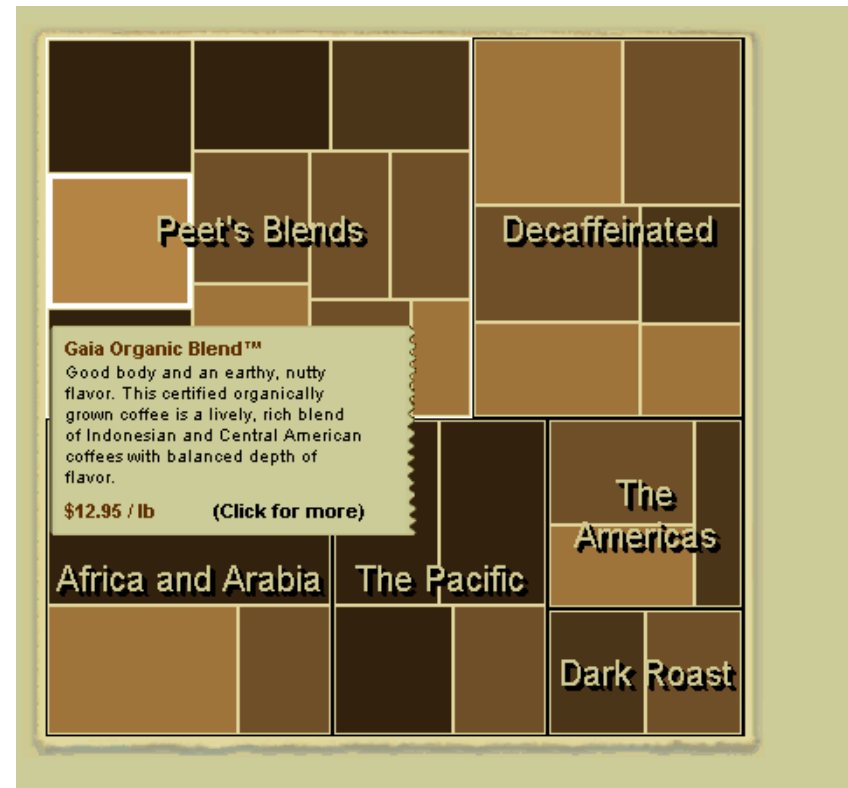 Peet's Blends
Decaffeinated
Gaia Organic Blend™
Good body and an earthy, nutty
flavor. This certified organically
grown coffee is a lively, rich blend
of Indonesian and Central American
coffees with balanced depth of
flavor.
$12.95 / lb (Click for more)
The
Americas
Africa and Arabia
The Pacific
Dark Roast